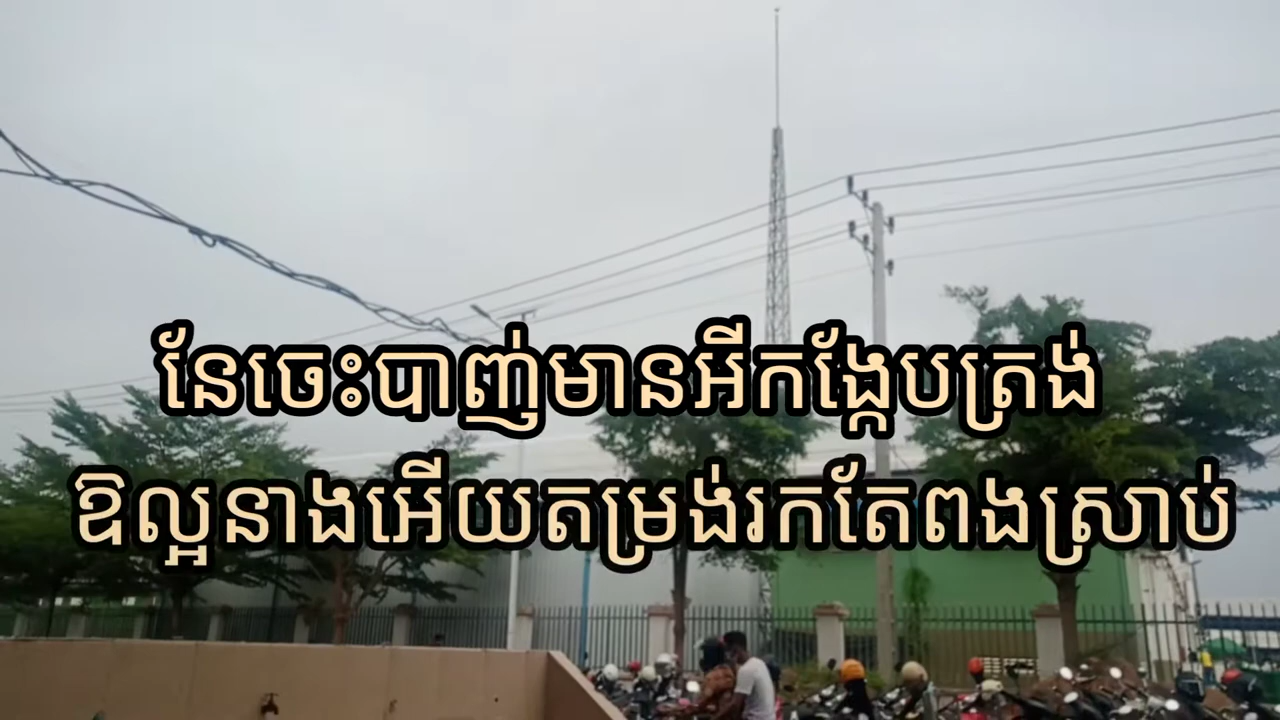 នែចេះបាញ់មានអីកង្កែបត្រង់
ឱល្អនាងអើយតម្រង់រកតែពងស្រាប់